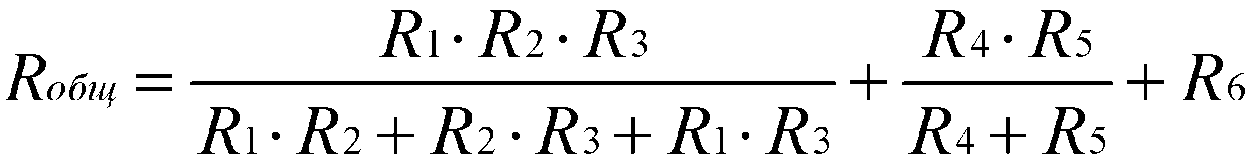 Rобщ = R1 · R2 · R3 / (R1 · R2 + R2 · R3 + R1 · R3) + R4 · R5 / (R4 + R5) + R6